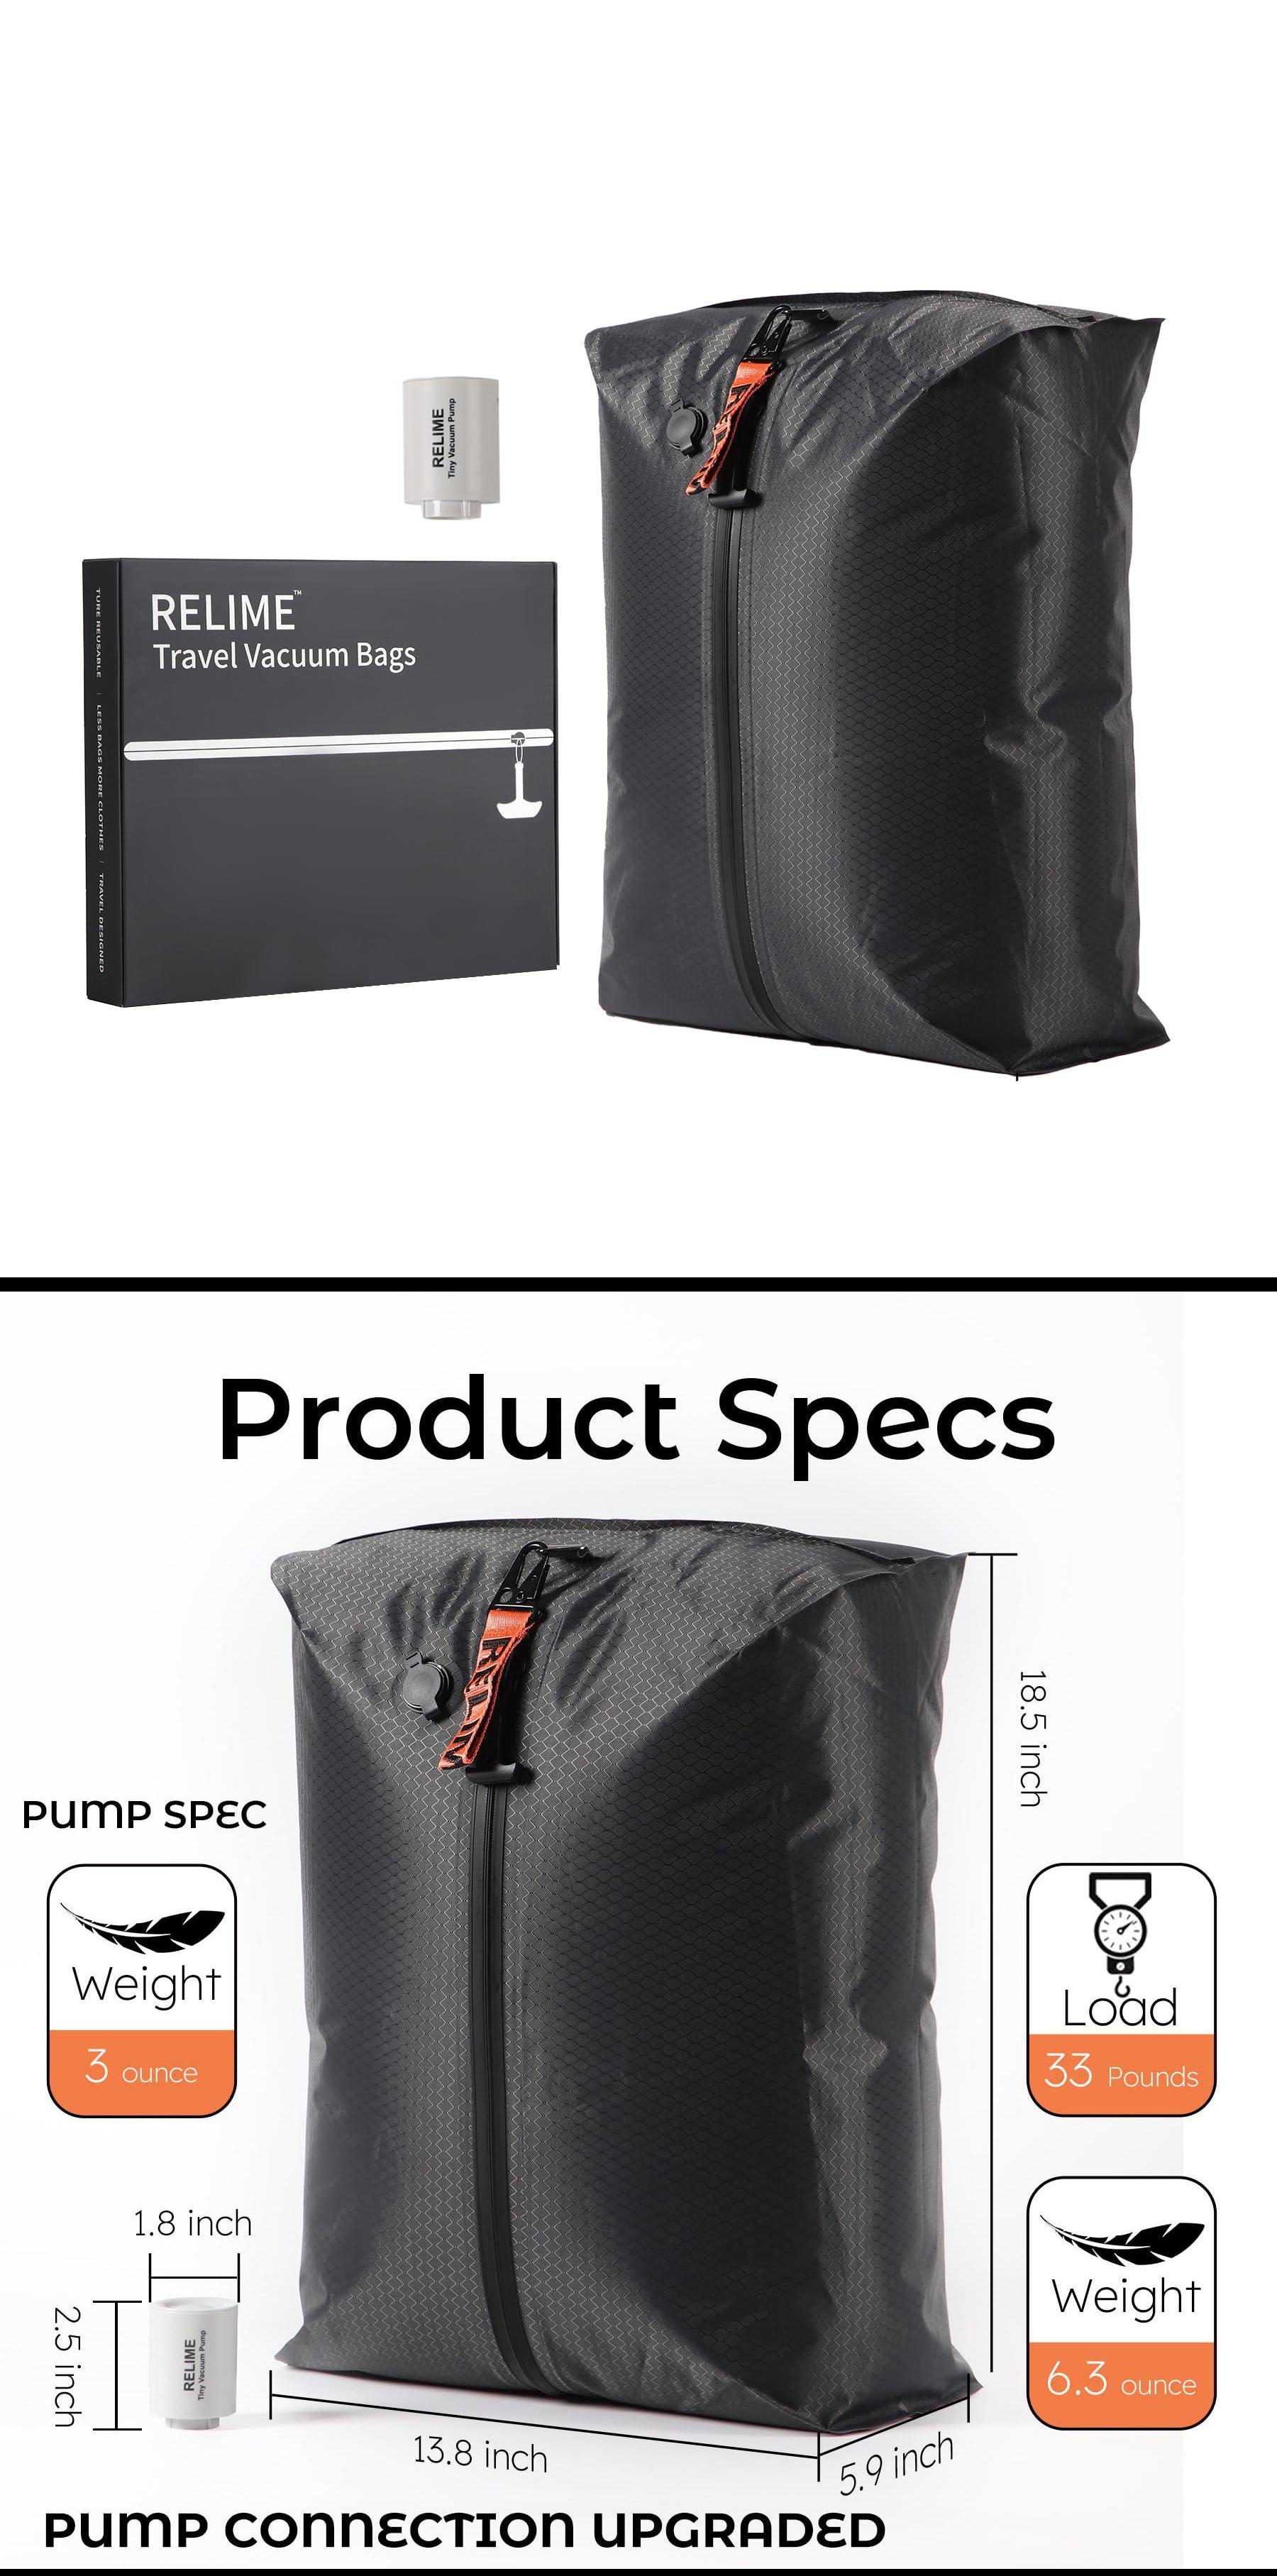 RELIME
Tiny Vacuum Pump
RELIME™
Travel Vacuum Bags
TURE REUSABLE / LESS BAGS MORE CLOTHES / TRAVEL DESIGNED
Product Specs
18.5 inch
PUMP SPEC
Weight
3 ounce
Load
33 Pounds
Weight
6.3 ounce
1.8 inch
2.5 inch
RELIME
Tiny Vacuum Pump
13.8 inch
5.9 inch
PUMP CONNECTION UPGRADED